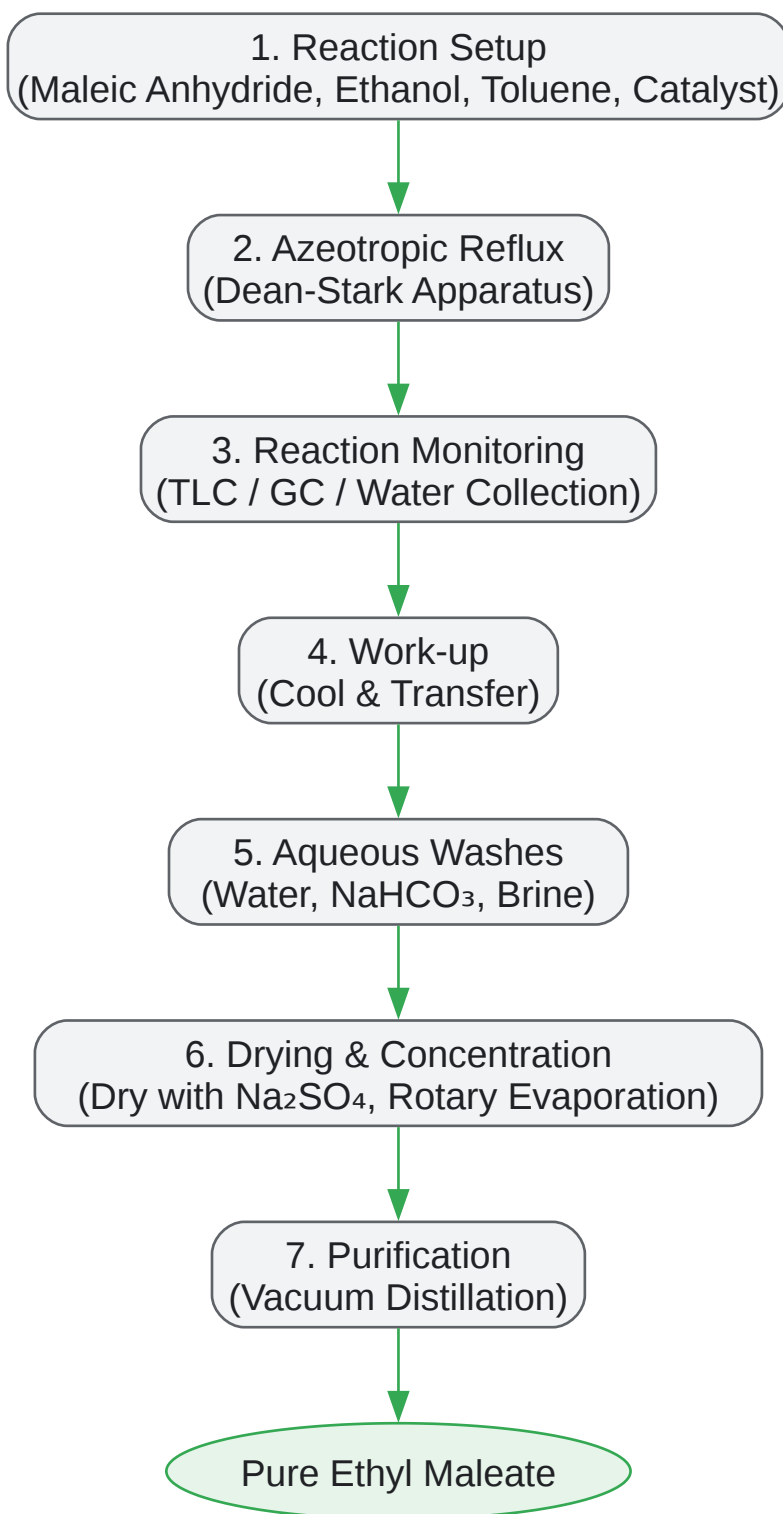 1. Reaction Setup
(Maleic Anhydride, Ethanol, Toluene, Catalyst)
2. Azeotropic Reflux
(Dean-Stark Apparatus)
3. Reaction Monitoring
(TLC / GC / Water Collection)
4. Work-up
(Cool & Transfer)
5. Aqueous Washes
(Water, NaHCO₃, Brine)
6. Drying & Concentration
(Dry with Na₂SO₄, Rotary Evaporation)
7. Purification
(Vacuum Distillation)
Pure Ethyl Maleate